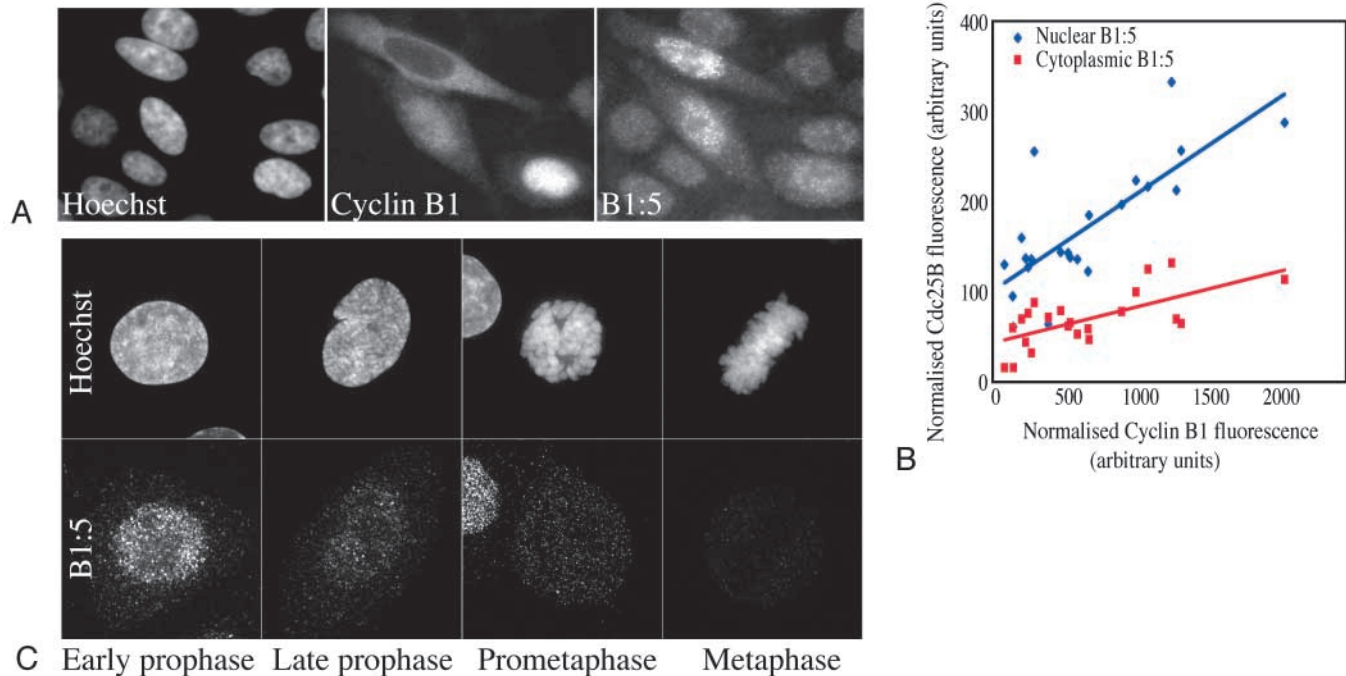 Hoechst
Cyclin B1
B1:5
A
Hoechst
B1:5
C
Early prophase
Late prophase
Prometaphase
Metaphase
Normalised Cdc25B fluorescence (arbitrary units)
400
300
200
100
0
Nuclear B1:5
Cytoplasmic B1:5
0
500
1000
1500
2000
Normalised Cyclin B1 fluorescence
(arbitrary units)
B